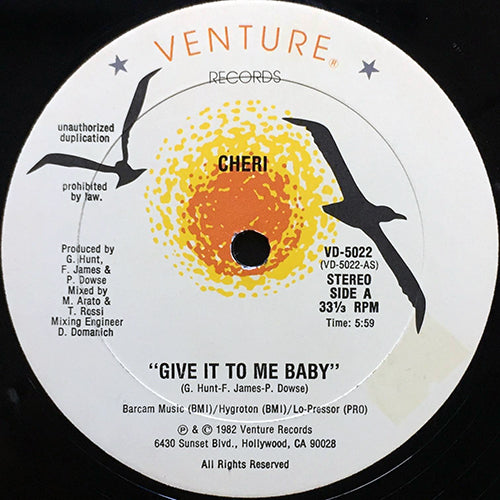 VENTURE®
RECORDS
unauthorized
duplication
prohibited
by law.
CHERI
Produced by
G. Hunt,
F. James &
P. Dowse
Mixed by
M. Arato &
T. Rossi
Mixing Engineer
D. Domanich
VD-5022
(VD-5022-AS)
STEREO
SIDE A
33⅓ RPM
Time: 5:59
"GIVE IT TO ME BABY"
(G. Hunt-F. James-P. Dowse)
Barcam Music (BMI)/Hygroton (BMI)/Lo-Pressor (PRO)
℗ & © 1982 Venture Records
6430 Sunset Blvd., Hollywood, CA 90028
All Rights Reserved